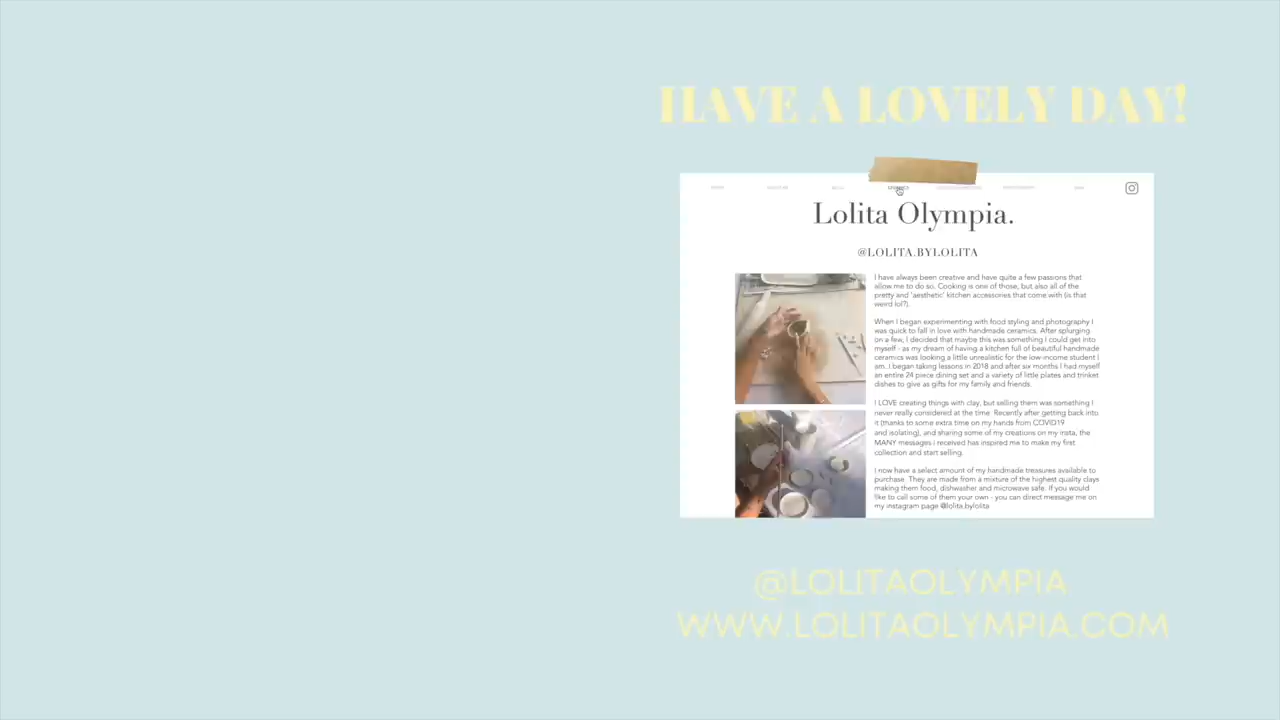 HAVE A LOVELY DAY!
Lolita Olympia.
@LOLITA.BYLOLITA
I have always been creative and have quite a few passions that
allow me to do so. Cooking is one of those, but also all of the
pretty and 'aesthetic' kitchen accessories that come with (is that
weird lol?).
When I began experimenting with food styling and photography I
was quick to fall in love with handmade ceramics. After splurging
on a few, I decided that maybe this was something I could get into
myself - as my dream of having a kitchen full of beautiful handmade
ceramics was looking a little unrealistic for the low-income student I
am. I began taking lessons in 2018 and after six months I had myself
an entire 24 piece dining set and a variety of little plates and trinket
dishes to give as gifts for my family and friends.
I LOVE creating things with clay, but selling them was something I
never really considered at the time. Recently after getting back into
it (thanks to some extra time on my hands from COVID19
and isolating), and sharing some of my creations on my insta, the
MANY messages i received has inspired me to make my first
collection and start selling.
I now have a select amount of my handmade treasures available to
purchase. They are made from a mixture of the highest quality clays
making them food, dishwasher and microwave safe. If you would
like to call some of them your own - you can direct message me on
my instagram page @lolita.bylolita
@LOLITAOLYMPIA
WWW.LOLITAOLYMPIA.COM